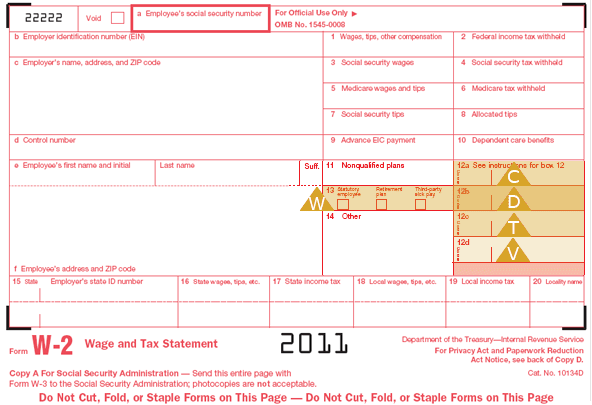 22222 Void a Employee's social security number For Official Use Only ▶
OMB No. 1545-0008
b Employer identification number (EIN) 1 Wages, tips, other compensation 2 Federal income tax withheld
c Employer's name, address, and ZIP code 3 Social security wages 4 Social security tax withheld
5 Medicare wages and tips 6 Medicare tax withheld
7 Social security tips 8 Allocated tips
d Control number 9 Advance EIC payment 10 Dependent care benefits
e Employee's first name and initial Last name Suff. 11 Nonqualified plans 12a See instructions for box 12
C
W 13 Statutory employee Retirement plan Third-party sick pay 12b D
14 Other 12c T
12d V
f Employee's address and ZIP code
15 State Employer's state ID number 16 State wages, tips, etc. 17 State income tax 18 Local wages, tips, etc. 19 Local income tax 20 Locality name
Form W-2 Wage and Tax Statement 2011 Department of the Treasury—Internal Revenue Service
For Privacy Act and Paperwork Reduction
Act Notice, see back of Copy D.
Copy A For Social Security Administration — Send this entire page with Cat. No. 10134D
Form W-3 to the Social Security Administration; photocopies are not acceptable.
Do Not Cut, Fold, or Staple Forms on This Page — Do Not Cut, Fold, or Staple Forms on This Page